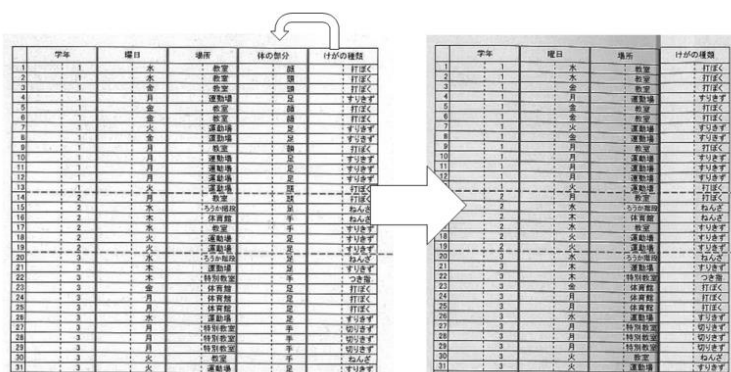 学年 曜日 場所 体の部分 けがの種類
1 1 水 教室 顔 打ぼく
2 1 水 教室 頭 打ぼく
3 1 金 教室 頭 打ぼく
4 1 月 運動場 足 すりきず
5 1 金 教室 顔 打ぼく
6 1 金 教室 顔 打ぼく
7 1 火 運動場 足 すりきず
8 1 金 運動場 足 すりきず
9 1 月 教室 打ぼく
10 1 月 運動場 足 すりきず
11 1 月 運動場 足 すりきず
12 1 月 運動場 足 すりきず
13 1 火 運動場 頭 打ぼく
14 2 月 教室 頭 打ぼく
15 2 水 ろうか階段 足 ねんざ
16 2 木 体育館 手 ねんざ
17 2 水 教室 手 すりきず
18 2 火 運動場 足 すりきず
19 2 火 運動場 足 すりきず
20 3 水 ろうか階段 足 ねんざ
21 3 木 運動場 足 すりきず
22 3 木 特別教室 手 つき指
23 3 金 体育館 足 打ぼく
24 3 月 体育館 足 打ぼく
25 3 月 体育館 足 打ぼく
26 3 水 運動場 足 すりきず
27 3 月 特別教室 手 切りきず
28 3 月 特別教室 手 切りきず
29 3 月 特別教室 手 切りきず
30 3 火 教室 手 ねんざ
31 3 火 運動場 足 すりきず
学年 曜日 場所 けがの種類
1 1 水 教室 打ぼく
2 1 水 教室 打ぼく
3 1 金 教室 打ぼく
4 1 月 運動場 すりきず
5 1 金 教室 打ぼく
6 1 金 教室 打ぼく
7 1 火 運動場 すりきず
8 1 金 運動場 すりきず
9 1 月 教室 打ぼく
10 1 月 運動場 すりきず
11 1 月 運動場 すりきず
12 1 月 運動場 すりきず
1 火 運動場 打ぼく
2 月 教室 打ぼく
2 水 ろうか階段 ねんざ
2 木 体育館 ねんざ
2 水 教室 すりきず
18 2 火 運動場 すりきず
19 2 火 運動場 すりきず
20 3 水 ろうか階段 ねんざ
21 3 木 運動場 すりきず
22 3 木 特別教室 つき指
23 3 金 体育館 打ぼく
24 3 月 体育館 打ぼく
25 3 月 体育館 打ぼく
26 3 水 運動場 すりきず
27 3 月 特別教室 切りきず
28 3 月 特別教室 切りきず
29 3 月 特別教室 切りきず
30 3 火 教室 ねんざ
31 3 火 運動場 すりきず